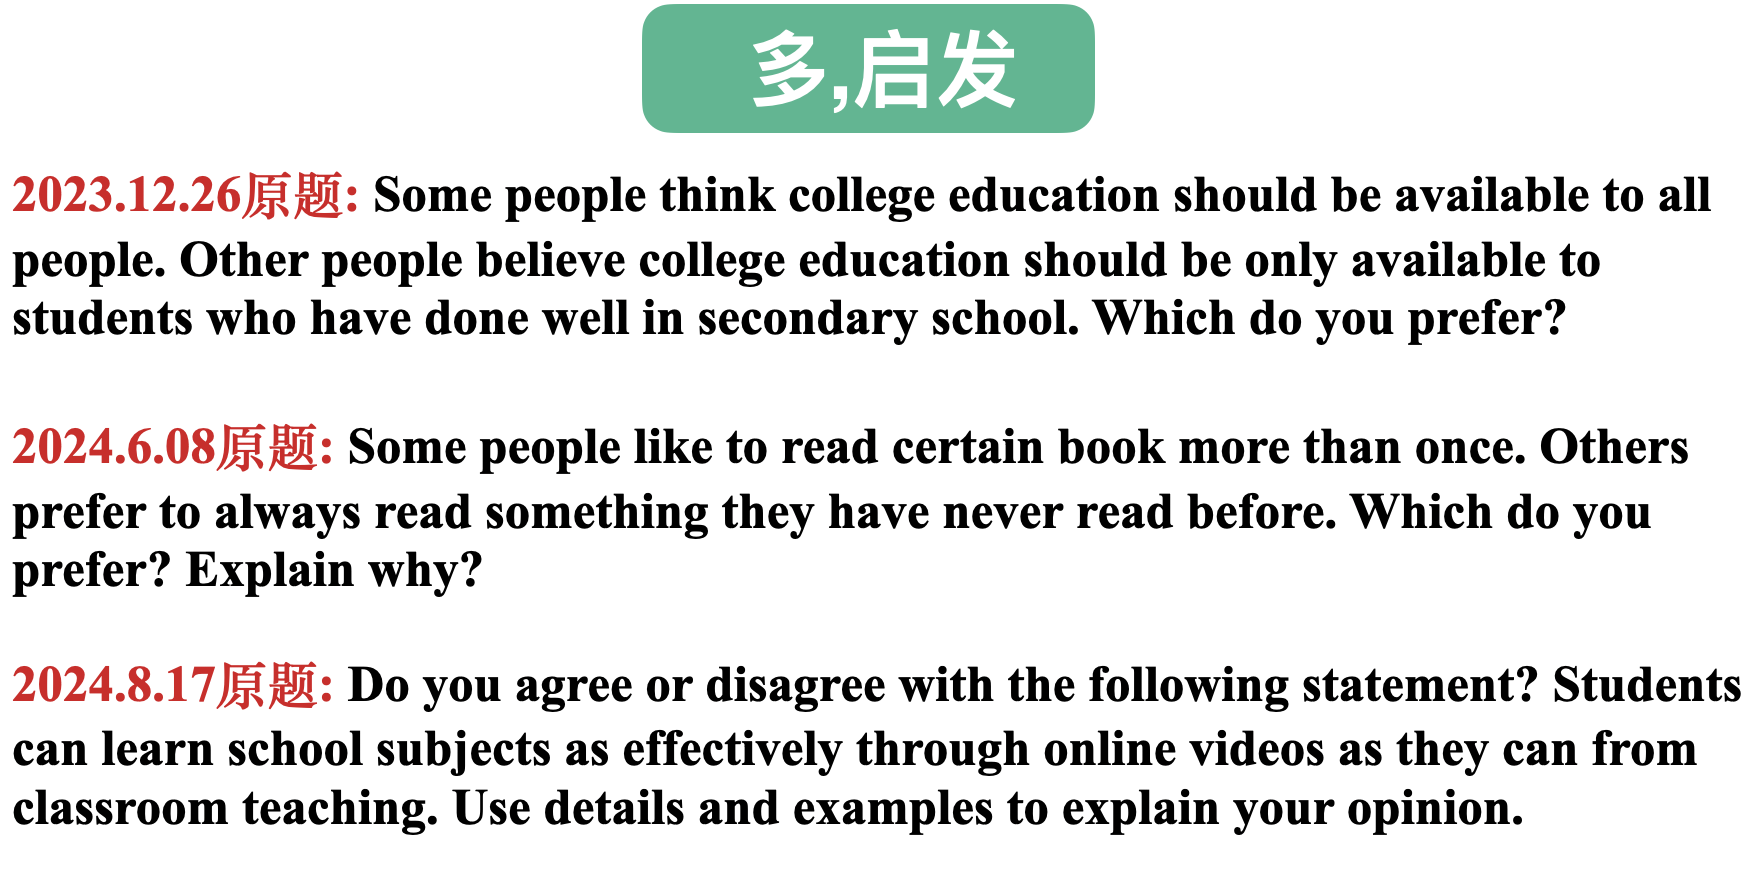 多,启发
2023.12.26原题: Some people think college education should be available to all
people. Other people believe college education should be only available to
students who have done well in secondary school. Which do you prefer?
2024.6.08原题: Some people like to read certain book more than once. Others
prefer to always read something they have never read before. Which do you
prefer? Explain why?
2024.8.17原题: Do you agree or disagree with the following statement? Students
can learn school subjects as effectively through online videos as they can from
classroom teaching. Use details and examples to explain your opinion.